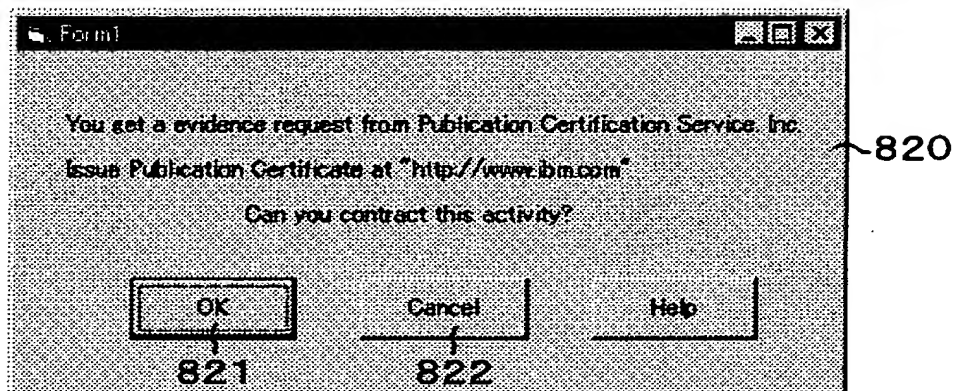 Form1
You get a evidence request from Publication Certification Service. Inc.
Issue Publication Certificate at "http://www.ibm.com"
Can you contract this activity?
820
OK Cancel Help
821 822